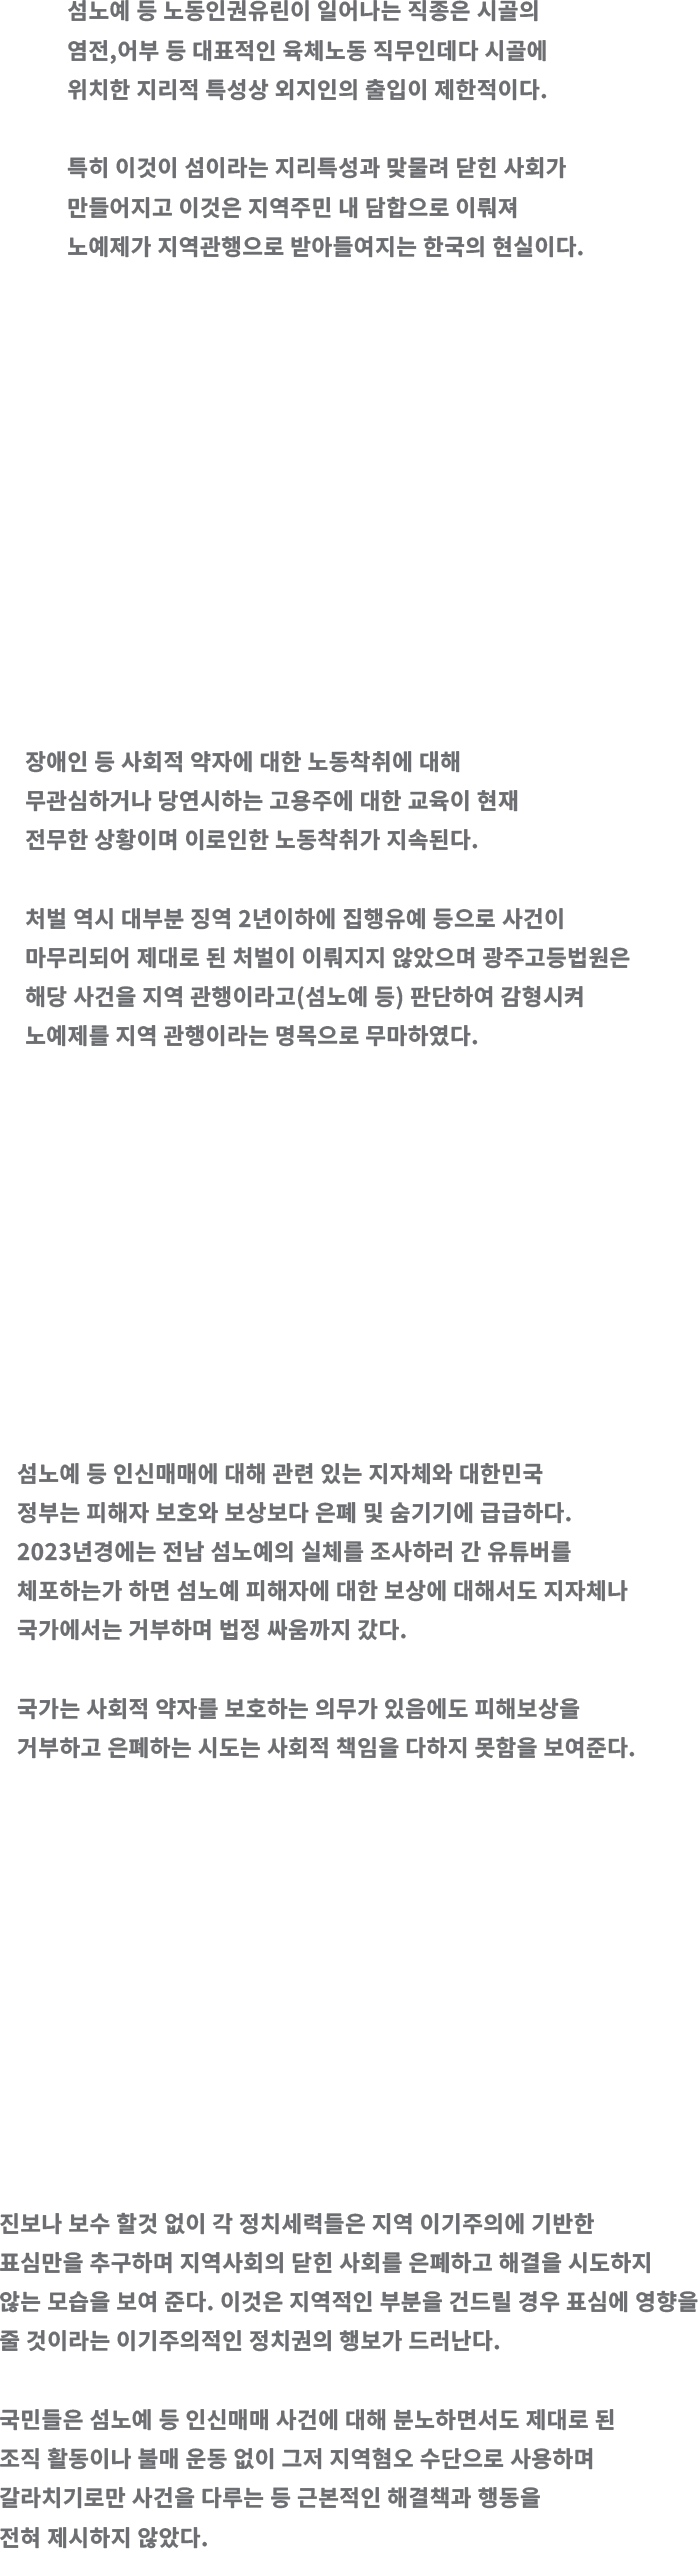 섬노예 등 노동인권유린이 일어나는 직종은 시골의
염전,어부 등 대표적인 육체노동 직무인데다 시골에
위치한 지리적 특성상 외지인의 출입이 제한적이다.
특히 이것이 섬이라는 지리특성과 맞물려 닫힌 사회가
만들어지고 이것은 지역주민 내 담합으로 이뤄져
노예제가 지역관행으로 받아들여지는 한국의 현실이다.
장애인 등 사회적 약자에 대한 노동착취에 대해
무관심하거나 당연시하는 고용주에 대한 교육이 현재
전무한 상황이며 이로인한 노동착취가 지속된다.
처벌 역시 대부분 징역 2년이하에 집행유예 등으로 사건이
마무리되어 제대로 된 처벌이 이뤄지지 않았으며 광주고등법원은
해당 사건을 지역 관행이라고(섬노예 등) 판단하여 감형시켜
노예제를 지역 관행이라는 명목으로 무마하였다.
섬노예 등 인신매매에 대해 관련 있는 지자체와 대한민국
정부는 피해자 보호와 보상보다 은폐 및 숨기기에 급급하다.
2023년경에는 전남 섬노예의 실체를 조사하러 간 유튜버를
체포하는가 하면 섬노예 피해자에 대한 보상에 대해서도 지자체나
국가에서는 거부하며 법정 싸움까지 갔다.
국가는 사회적 약자를 보호하는 의무가 있음에도 피해보상을
거부하고 은폐하는 시도는 사회적 책임을 다하지 못함을 보여준다.
진보나 보수 할것 없이 각 정치세력들은 지역 이기주의에 기반한
표심만을 추구하며 지역사회의 닫힌 사회를 은폐하고 해결을 시도하지
않는 모습을 보여 준다. 이것은 지역적인 부분을 건드릴 경우 표심에 영향을
줄 것이라는 이기주의적인 정치권의 행보가 드러난다.
국민들은 섬노예 등 인신매매 사건에 대해 분노하면서도 제대로 된
조직 활동이나 불매 운동 없이 그저 지역혐오 수단으로 사용하며
갈라치기로만 사건을 다루는 등 근본적인 해결책과 행동을
전혀 제시하지 않았다.